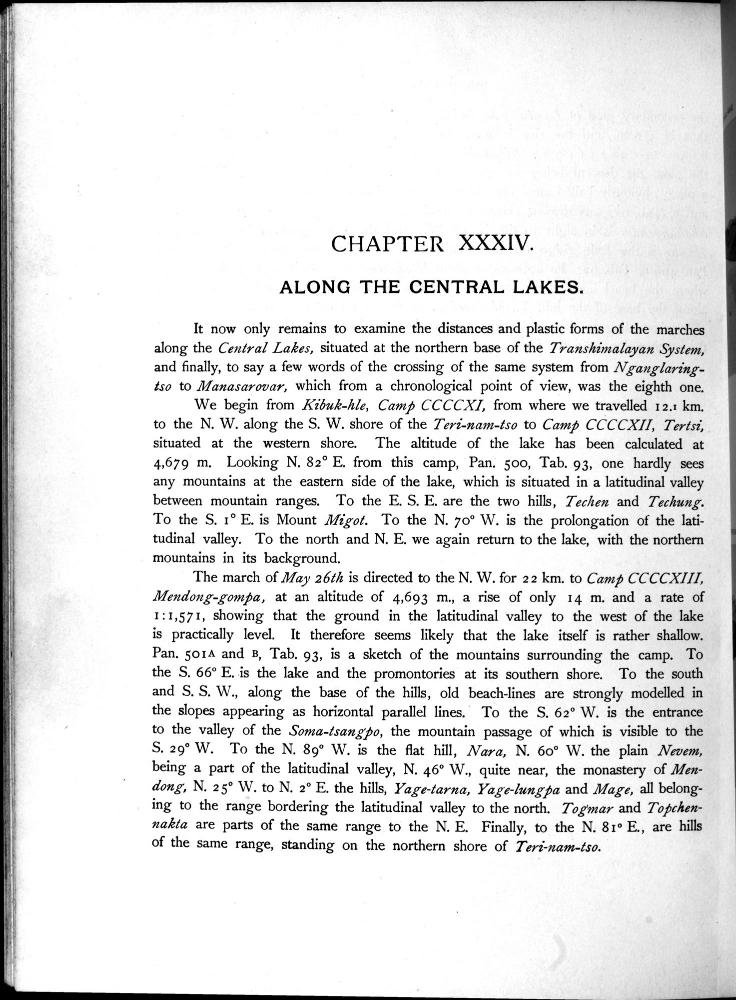 CHAPTER XXXIV.
ALONG THE CENTRAL LAKES.
It now only remains to examine the distances and plastic forms of the marches
along the Central Lakes, situated at the northern base of the Transhimalayan System,
and finally, to say a few words of the crossing of the same system from Nganglaring-
tso to Manasarovar, which from a chronological point of view, was the eighth one.
We begin from Kibuk-hle, Camp CCCCXI, from where we travelled 12.1 km.
to the N. W. along the S. W. shore of the Teri-nam-tso to Camp CCCCXII, Tertsi,
situated at the western shore. The altitude of the lake has been calculated at
4,679 m. Looking N. 82° E. from this camp, Pan. 500, Tab. 93, one hardly sees
any mountains at the eastern side of the lake, which is situated in a latitudinal valley
between mountain ranges. To the E. S. E. are the two hills, Techen and Techung.
To the S. 1° E. is Mount Migot. To the N. 70° W. is the prolongation of the lati-
tudinal valley. To the north and N. E. we again return to the lake, with the northern
mountains in its background.
The march of May 26th is directed to the N. W. for 22 km. to Camp CCCCXIII,
Mendong-gompa, at an altitude of 4,693 m., a rise of only 14 m. and a rate of
1:1,571, showing that the ground in the latitudinal valley to the west of the lake
is practically level. It therefore seems likely that the lake itself is rather shallow.
Pan. 501A and B, Tab. 93, is a sketch of the mountains surrounding the camp. To
the S. 66° E. is the lake and the promontories at its southern shore. To the south
and S. S. W., along the base of the hills, old beach-lines are strongly modelled in
the slopes appearing as horizontal parallel lines. To the S. 62° W. is the entrance
to the valley of the Soma-tsangpo, the mountain passage of which is visible to the
S. 29° W. To the N. 89° W. is the flat hill, Nara, N. 60° W. the plain Nevem,
being a part of the latitudinal valley, N. 46° W., quite near, the monastery of Men-
dong, N. 25° W. to N. 2° E. the hills, Yage-tarna, Yage-lungpa and Mage, all belong-
ing to the range bordering the latitudinal valley to the north. Togmar and Topchen-
nakta are parts of the same range to the N. E. Finally, to the N. 81° E., are hills
of the same range, standing on the northern shore of Teri-nam-tso.